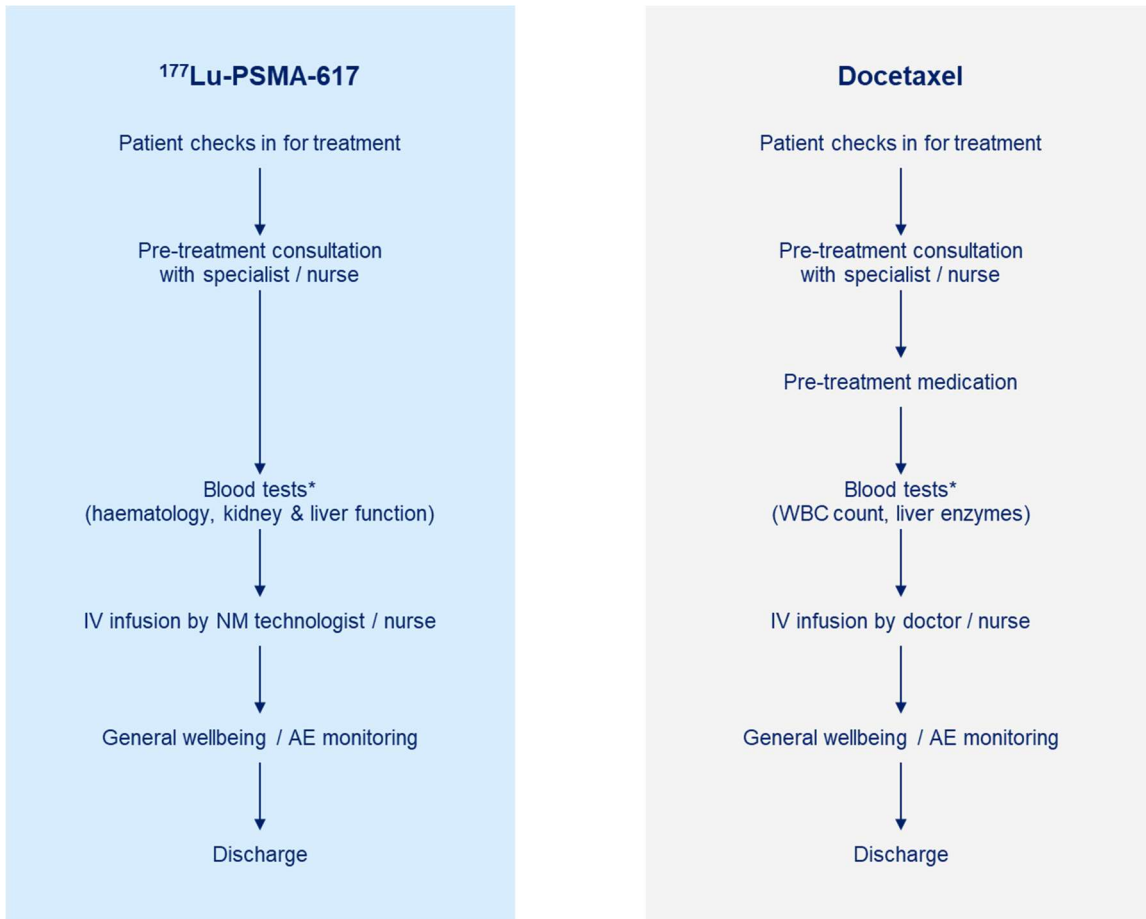 ¹⁷⁷Lu-PSMA-617
Patient checks in for treatment
Pre-treatment consultation
with specialist / nurse
Blood tests*
(haematology, kidney & liver function)
IV infusion by NM technologist / nurse
General wellbeing / AE monitoring
Discharge
Docetaxel
Patient checks in for treatment
Pre-treatment consultation
with specialist / nurse
Pre-treatment medication
Blood tests*
(WBC count, liver enzymes)
IV infusion by doctor / nurse
General wellbeing / AE monitoring
Discharge